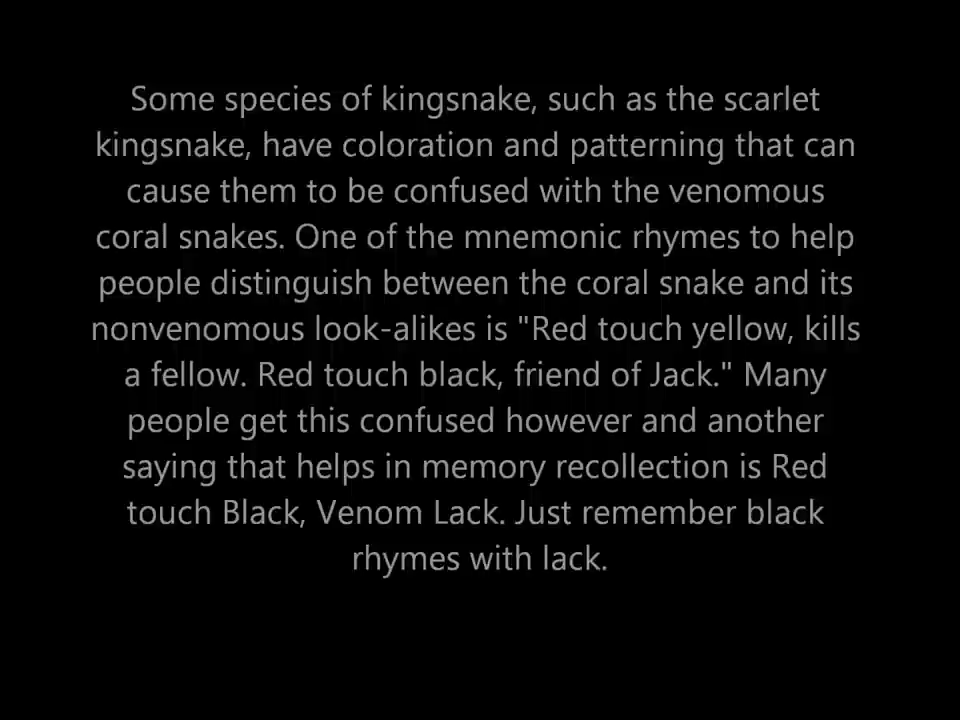 Some species of kingsnake, such as the scarlet
kingsnake, have coloration and patterning that can
cause them to be confused with the venomous
coral snakes. One of the mnemonic rhymes to help
people distinguish between the coral snake and its
nonvenomous look-alikes is "Red touch yellow, kills
a fellow. Red touch black, friend of Jack." Many
people get this confused however and another
saying that helps in memory recollection is Red
touch Black, Venom Lack. Just remember black
rhymes with lack.